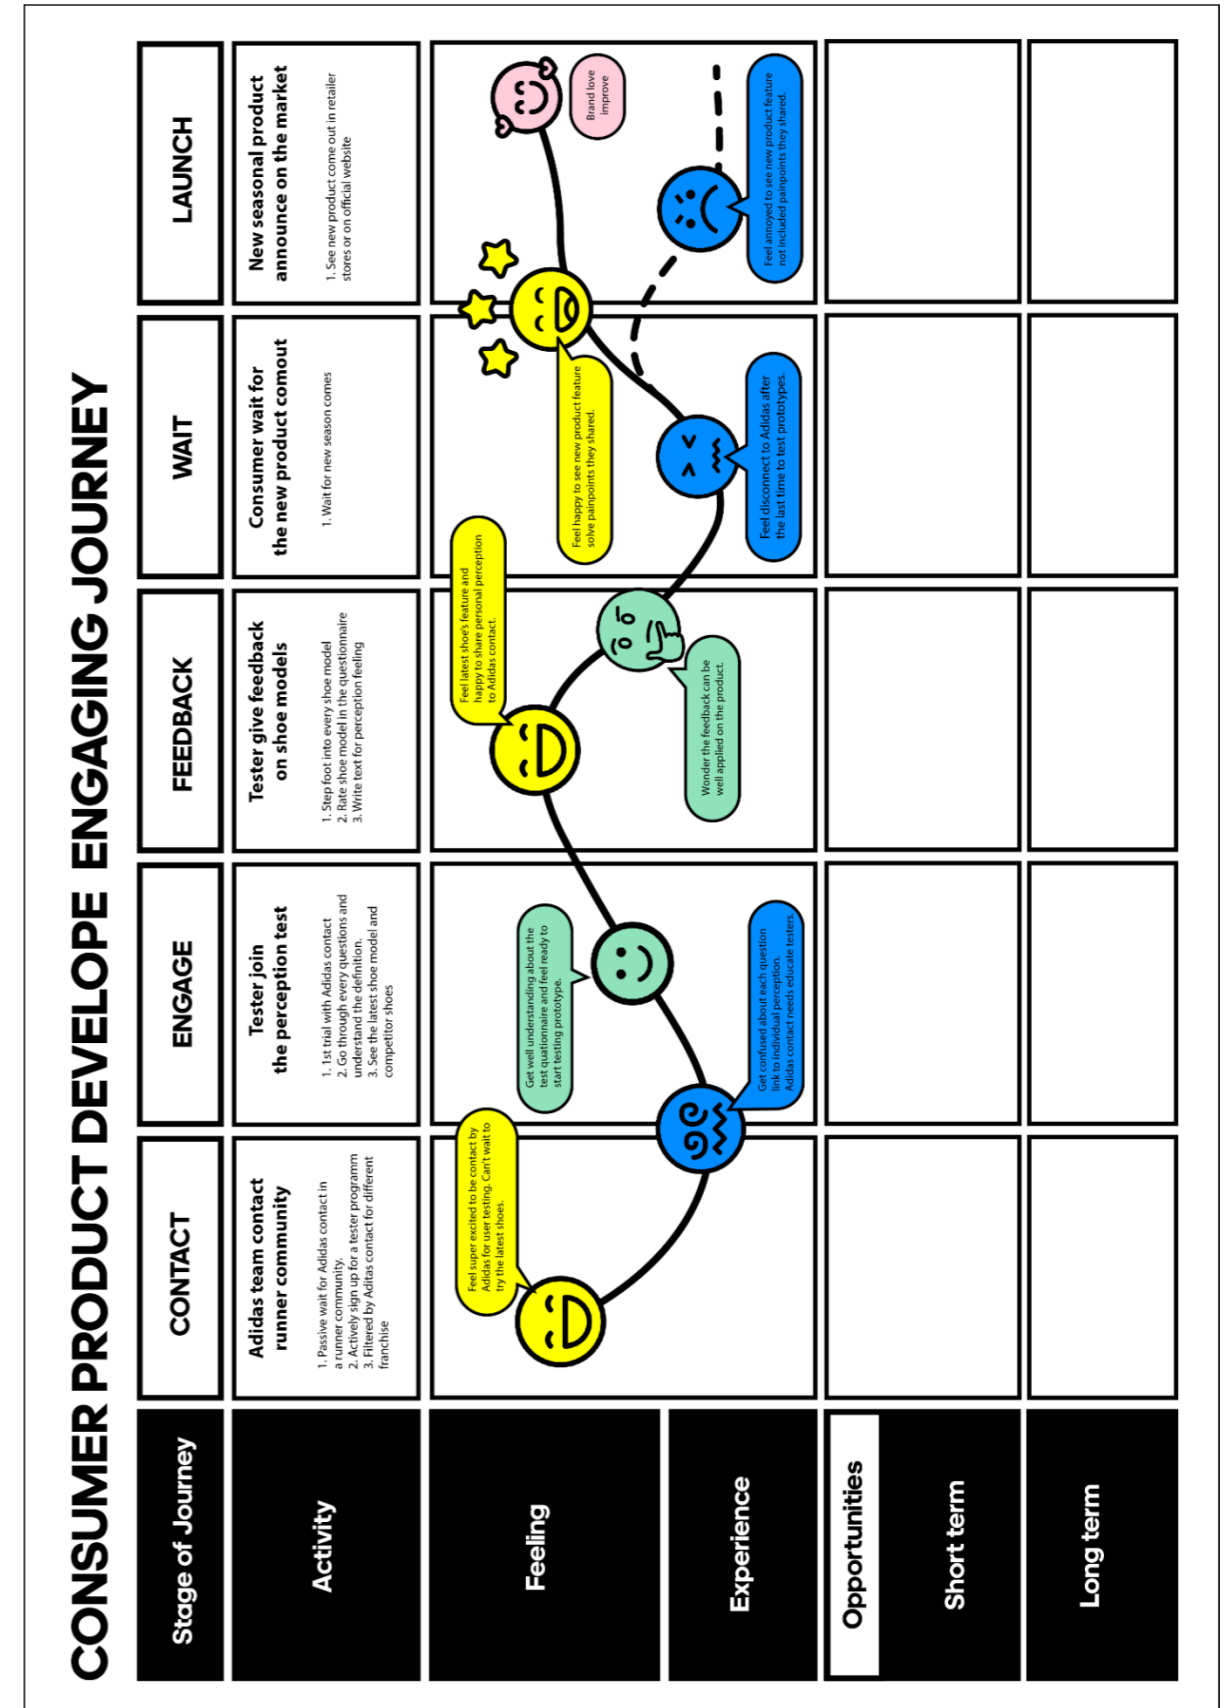 CONSUMER PRODUCT DEVELOPE ENGAGING JOURNEY
Stage of Journey
CONTACT
ENGAGE
FEEDBACK
WAIT
LAUNCH
Activity
Adidas team contact
runner community
1. Passive wait for Adidas contact in
a runner community.
2. Actively sign up for a tester programm
3. Filtered by Aditas contact for different
franchise
Tester join
the perception test
1. 1st trial with Adidas contact
2. Go through every questions and
understand the definition.
3. See the latest shoe model and
competitor shoes
Tester give feedback
on shoe models
1. Step foot into every shoe model
2. Rate shoe model in the questionnaire
3. Write text for perception feeling
Consumer wait for
the new product comout
1. Wait for new season comes
New seasonal product
announce on the market
1. See new product come out in retailer
stores or on official website
Feeling
Experience
Feel super excited to be contact by
Adidas for user testing. Can't wait to
try the latest shoes.
Get confused about each question
link to individual perception.
Adidas contact needs educate testers.
Get well understanding about the
test quationnaire and feel ready to
start testing prototype.
Feel latest shoe's feature and
happy to share personal perception
to Adidas contact.
Wonder the feedback can be
well applied on the product.
Feel disconnect to Adidas after
the last time to test prototypes.
Feel happy to see new product feature
solve painpoints they shared.
Brand love
improve
Feel annoyed to see new product feature
not included painpoints they shared.
Opportunities
Short term
Long term